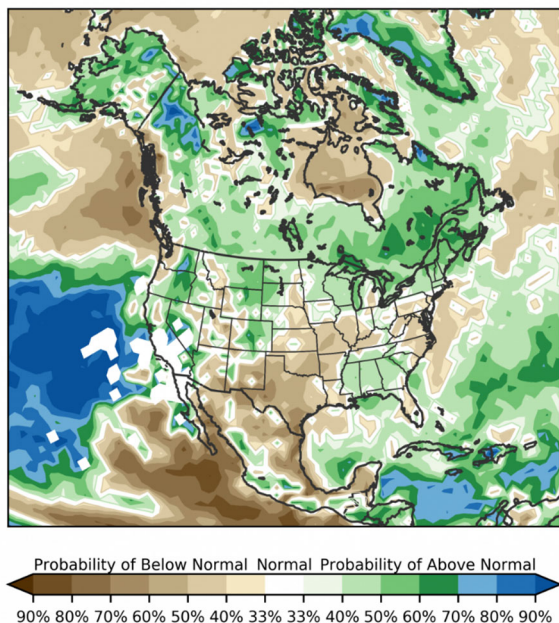 Probability of Below Normal Normal Probability of Above Normal
90% 80% 70% 60% 50% 40% 33% 33% 40% 50% 60% 70% 80% 90%